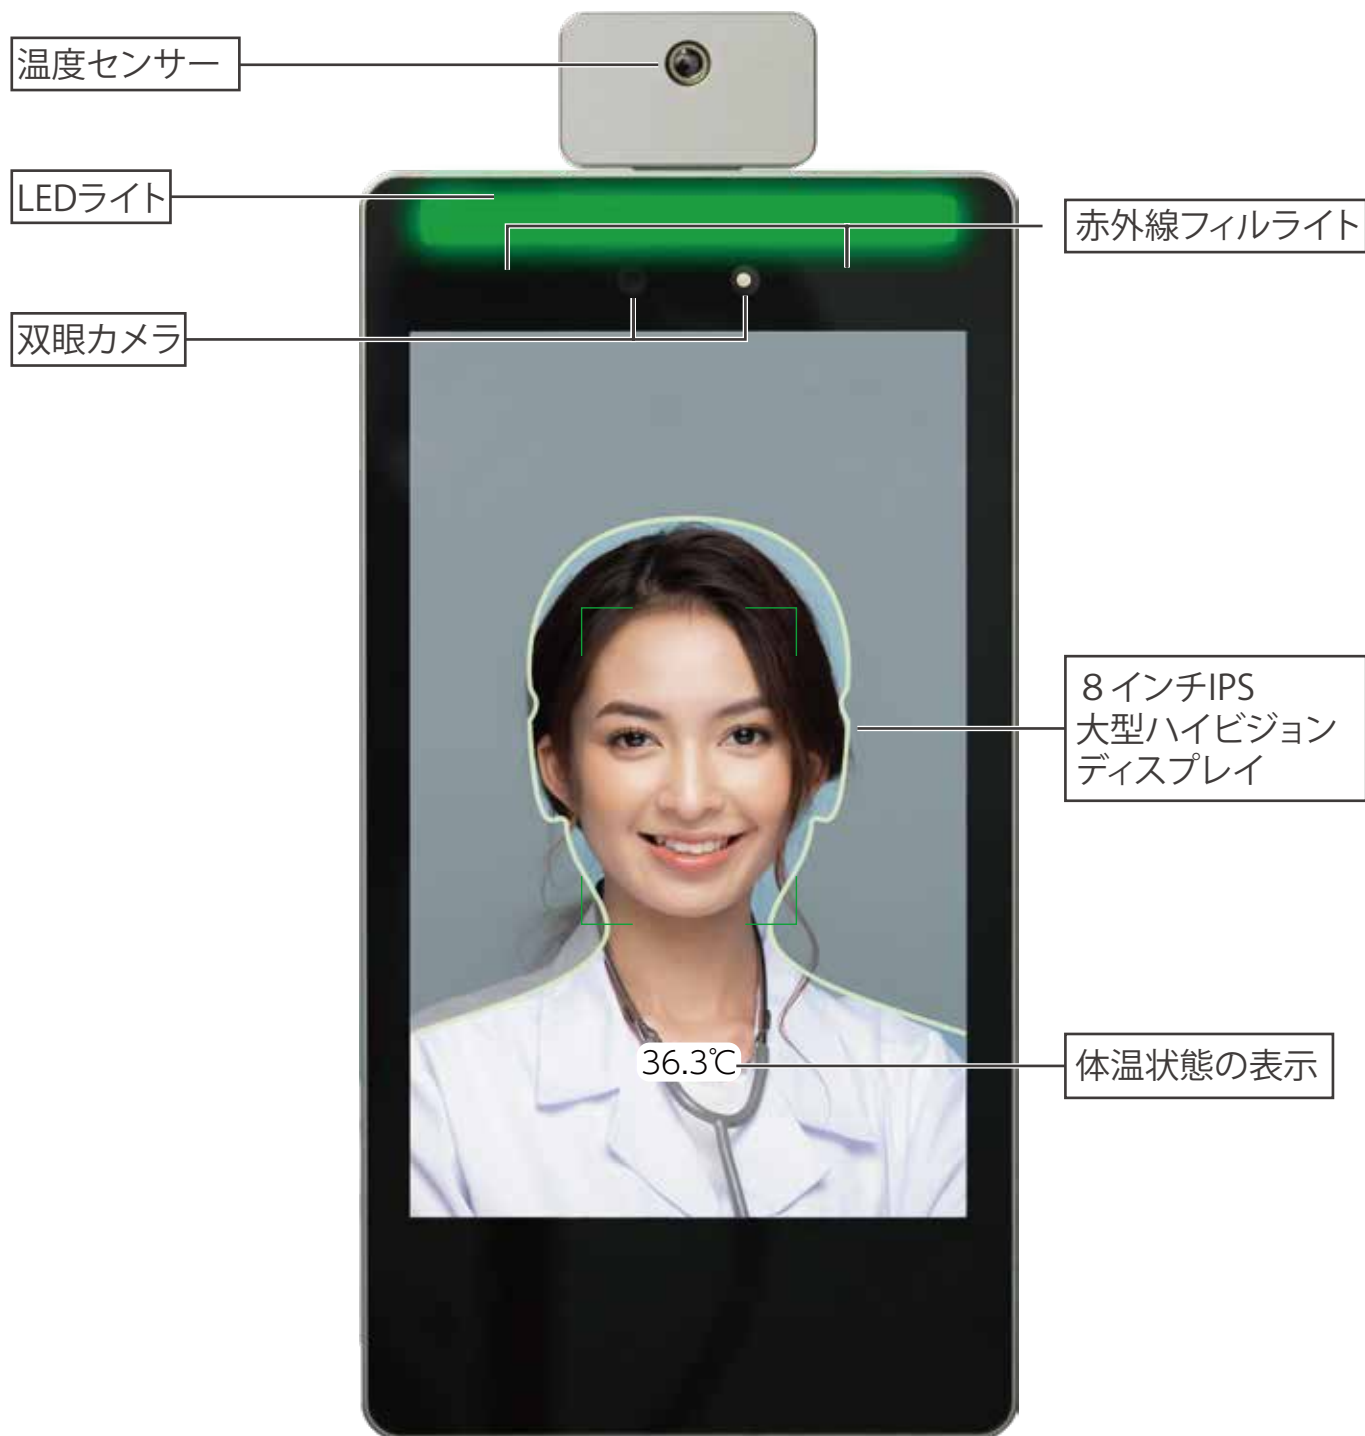 温度センサー
LEDライト
赤外線フィルライト
双眼カメラ
８インチIPS
大型ハイビジョン
ディスプレイ
36.3℃
体温状態の表示